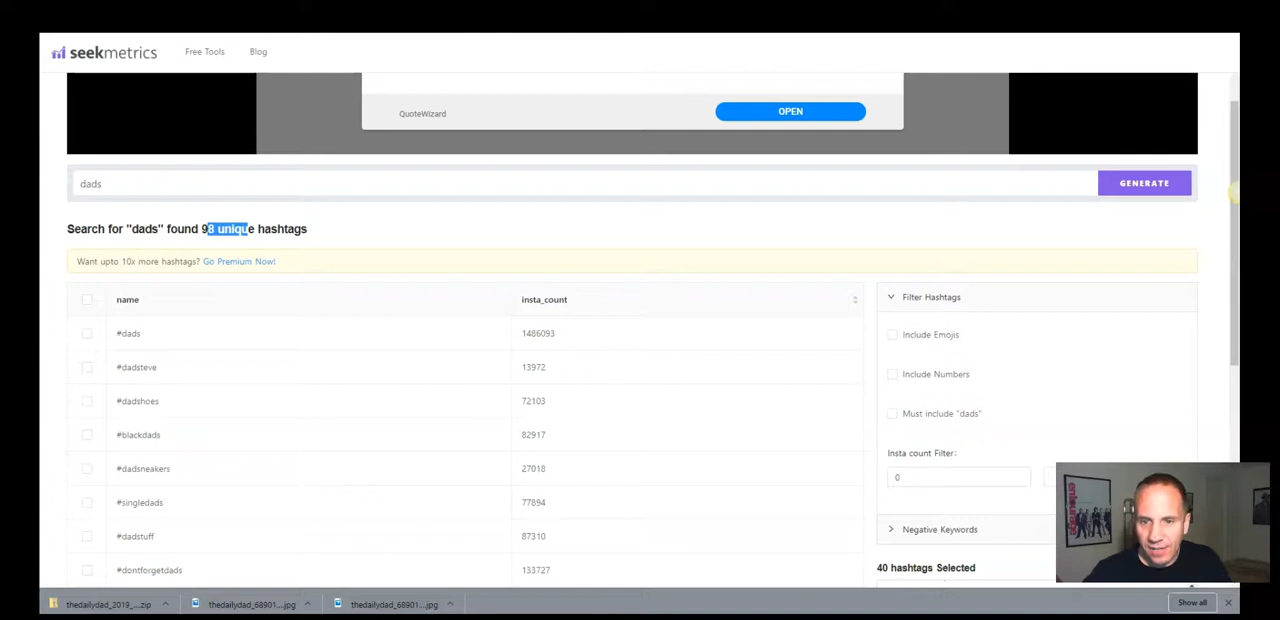 seekmetrics Free Tools Blog
QuoteWizard OPEN
dads GENERATE
Search for "dads" found 98 unique hashtags
Want upto 10x more hashtags? Go Premium Now!
name insta_count
#dads 1486093
#dadsteve 13972
#dadshoes 72103
#blackdads 82917
#dadsneakers 27018
#singledads 77894
#dadstuff 87310
#dontforgetdads 133727
Filter Hashtags
Include Emojis
Include Numbers
Must include "dads"
Insta count Filter:
0
Negative Keywords
40 hashtags Selected
entourage
thedailydad_2019_....zip thedailydad_68901....jpg thedailydad_68901....jpg Show all